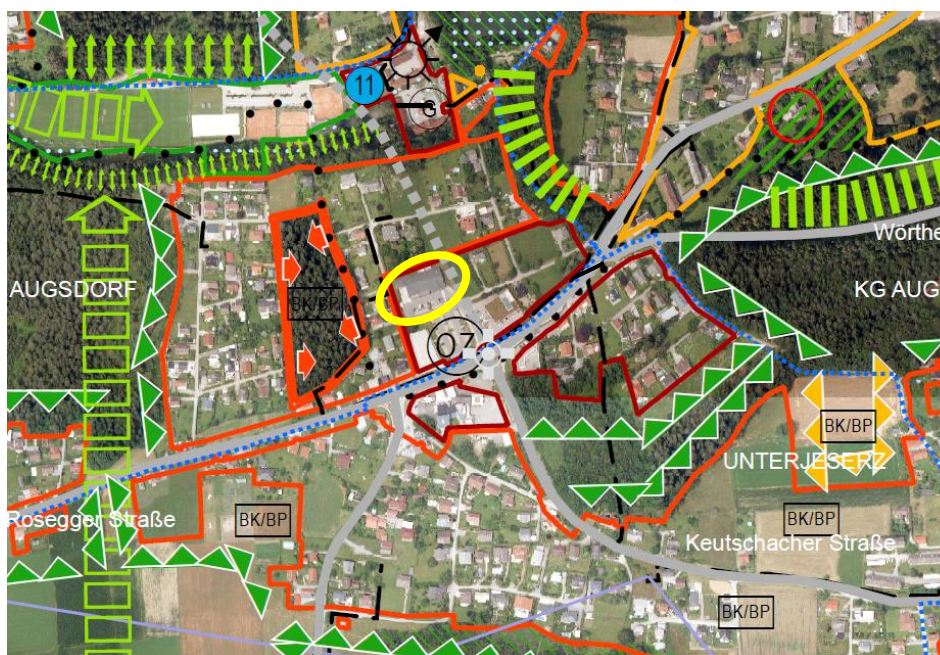 11
G
AUGSDORF
BK/BP
Wörthe
KG AUG
ÖZ
BK/BP
UNTERJESERZ
Rosegger Straße
BK/BP
BK/BP
Keutschacher Straße
BK/BP